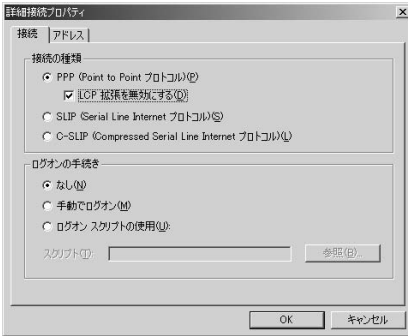 詳細接続プロパティ
接続 アドレス
接続の種類
PPP (Point to Point プロトコル)(P)
LCP 拡張を無効にする(D)
SLIP (Serial Line Internet プロトコル)(S)
C-SLIP (Compressed Serial Line Internet プロトコル)(L)
ログオンの手続き
なし(N)
手動でログオン(M)
ログオン スクリプトの使用(U):
スクリプト(T): 参照(B)...
OK キャンセル